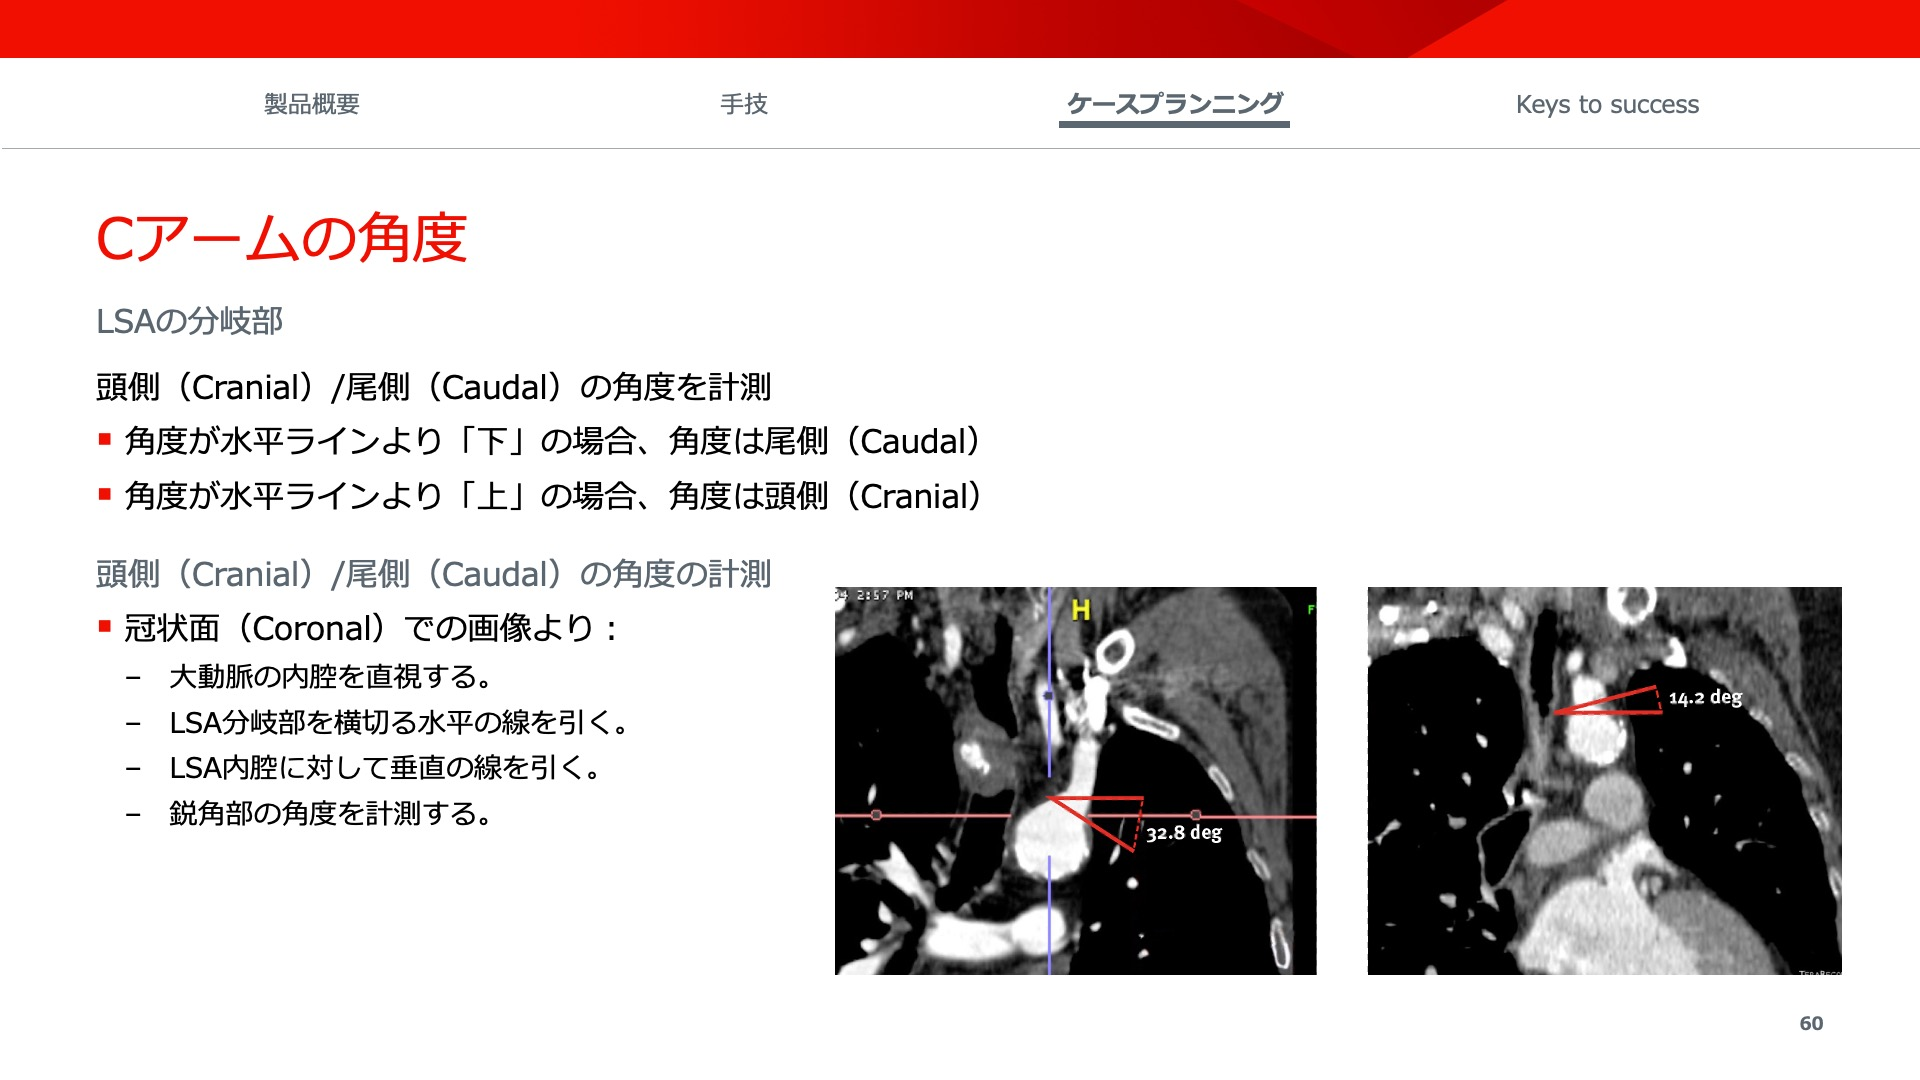 製品概要
手技
ケースプランニング
Keys to success
Cアームの角度
LSAの分岐部
頭側（Cranial）/尾側（Caudal）の角度を計測
▪ 角度が水平ラインより「下」の場合、角度は尾側（Caudal）
▪ 角度が水平ラインより「上」の場合、角度は頭側（Cranial）
頭側（Cranial）/尾側（Caudal）の角度の計測
▪ 冠状面（Coronal）での画像より：
– 大動脈の内腔を直視する。
– LSA分岐部を横切る水平の線を引く。
– LSA内腔に対して垂直の線を引く。
– 鋭角部の角度を計測する。
2:57 PM
H
F
32.8 deg
14.2 deg
60